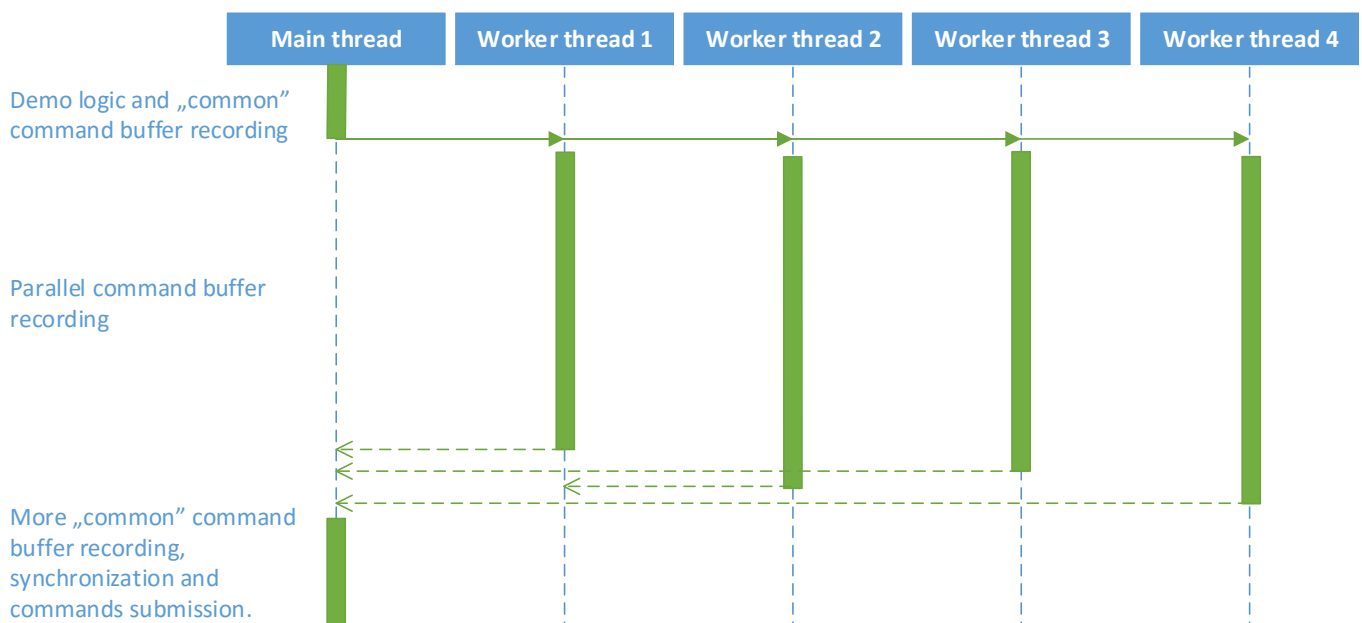 Main thread
Worker thread 1
Worker thread 2
Worker thread 3
Worker thread 4
Demo logic and „common”
command buffer recording
Parallel command buffer
recording
More „common” command
buffer recording,
synchronization and
commands submission.